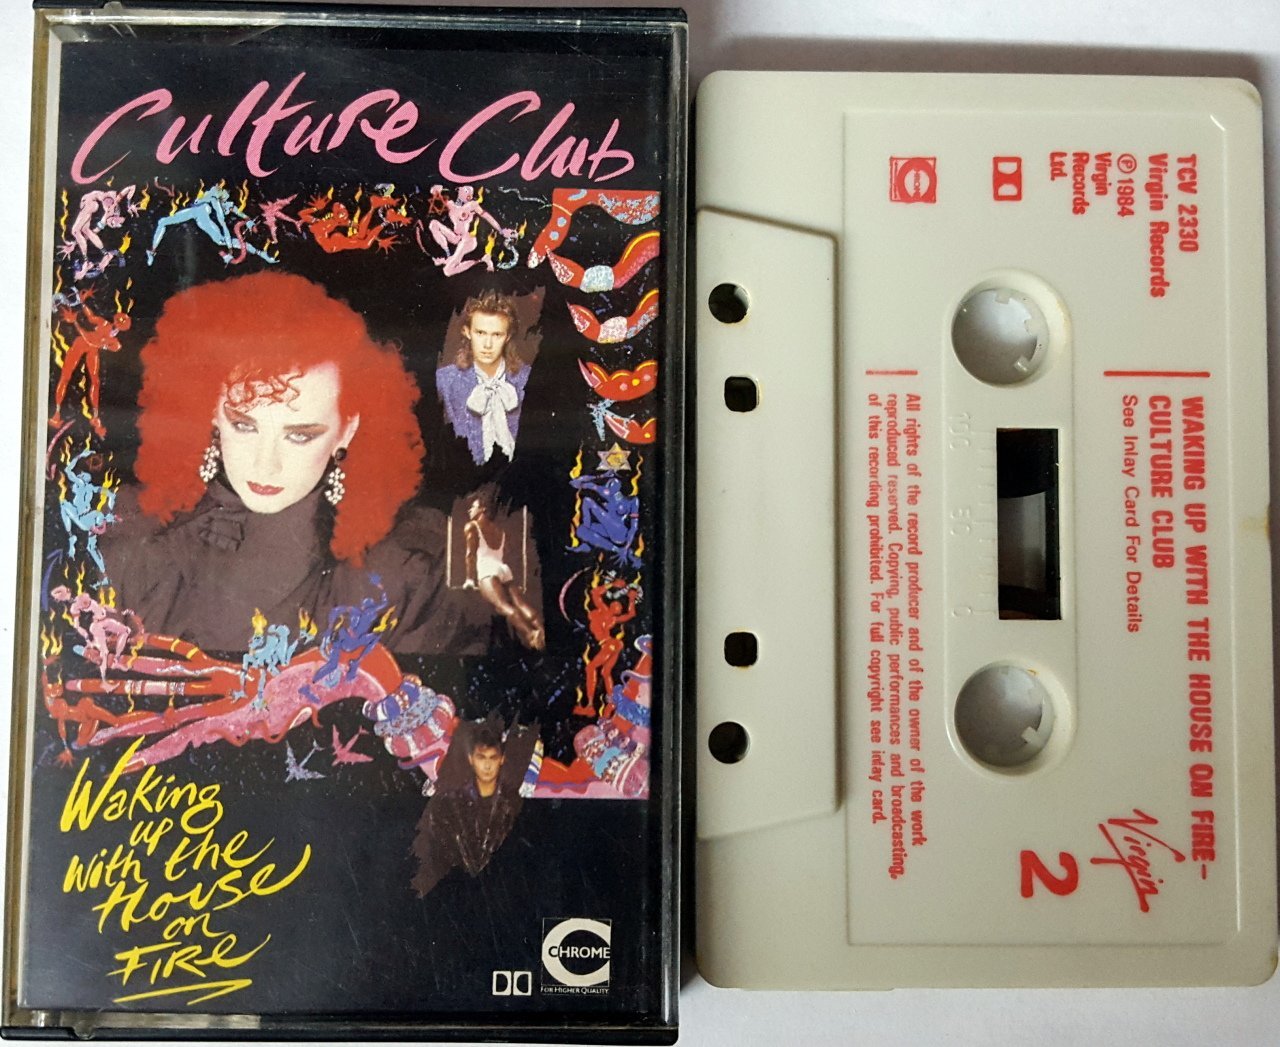 Culture Club
Waking
up
With the
House
on
FIRE
CHROME
FOR HIGHER QUALITY
TCV 2330
Virgin Records
Ⓟ 1984
Virgin
Records
Ltd.
WAKING UP WITH THE HOUSE ON FIRE–
CULTURE CLUB
See Inlay Card For Details
100 50 0
All rights of the record producer and of the owner of the work
reproduced reserved. Copying, public performances and broadcasting,
of this recording prohibited. For full copyright see inlay card.
Virgin
2